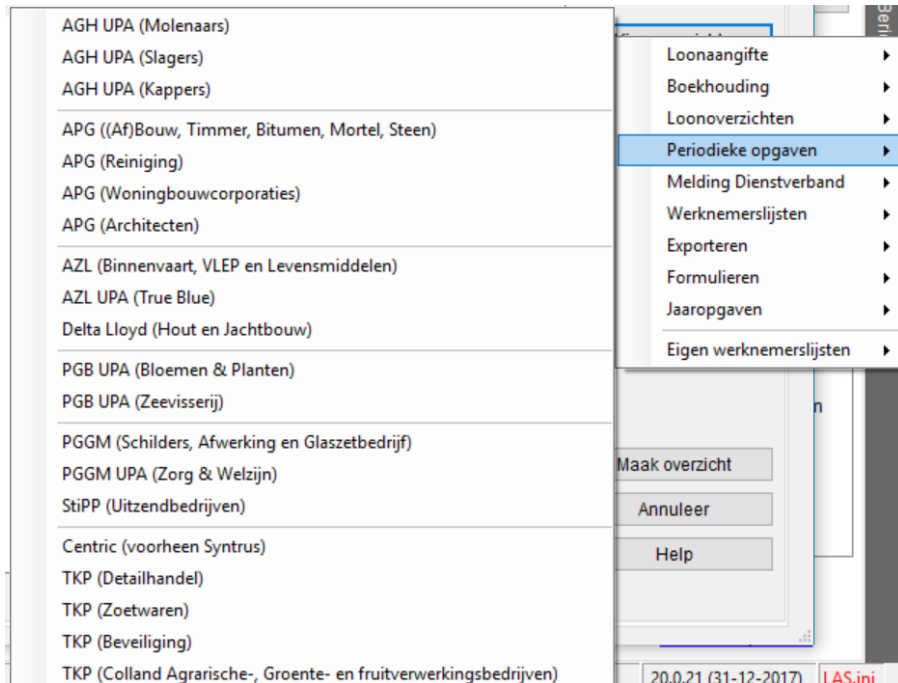 AGH UPA (Molenaars)
AGH UPA (Slagers)
AGH UPA (Kappers)
APG ((Af)Bouw, Timmer, Bitumen, Mortel, Steen)
APG (Reiniging)
APG (Woningbouwcorporaties)
APG (Architecten)
AZL (Binnenvaart, VLEP en Levensmiddelen)
AZL UPA (True Blue)
Delta Lloyd (Hout en Jachtbouw)
PGB UPA (Bloemen & Planten)
PGB UPA (Zeevisserij)
PGGM (Schilders, Afwerking en Glaszetbedrijf)
PGGM UPA (Zorg & Welzijn)
StiPP (Uitzendbedrijven)
Centric (voorheen Syntrus)
TKP (Detailhandel)
TKP (Zoetwaren)
TKP (Beveiliging)
TKP (Colland Agrarische-, Groente- en fruitverwerkingsbedrijven)
Loonaangifte
Boekhouding
Loonoverzichten
Periodieke opgaven
Melding Dienstverband
Werknemerslijsten
Exporteren
Formulieren
Jaaropgaven
Eigen werknemerslijsten
n
Maak overzicht
Annuleer
Help
20.0.21 (31-12-2017)
LAS.ini
Beri